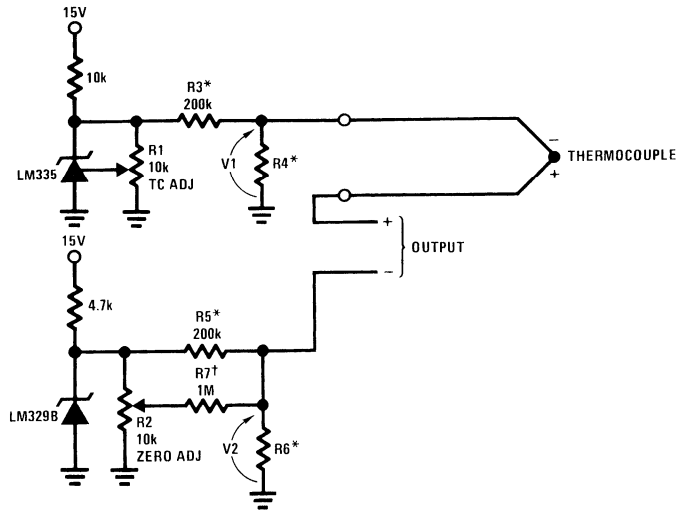 15V
10k
LM335
R1
10k
TC ADJ
R3*
200k
V1
R4*
−
THERMOCOUPLE
+
+
OUTPUT
−
15V
4.7k
LM329B
R2
10k
ZERO ADJ
R5*
200k
R7†
1M
V2
R6*